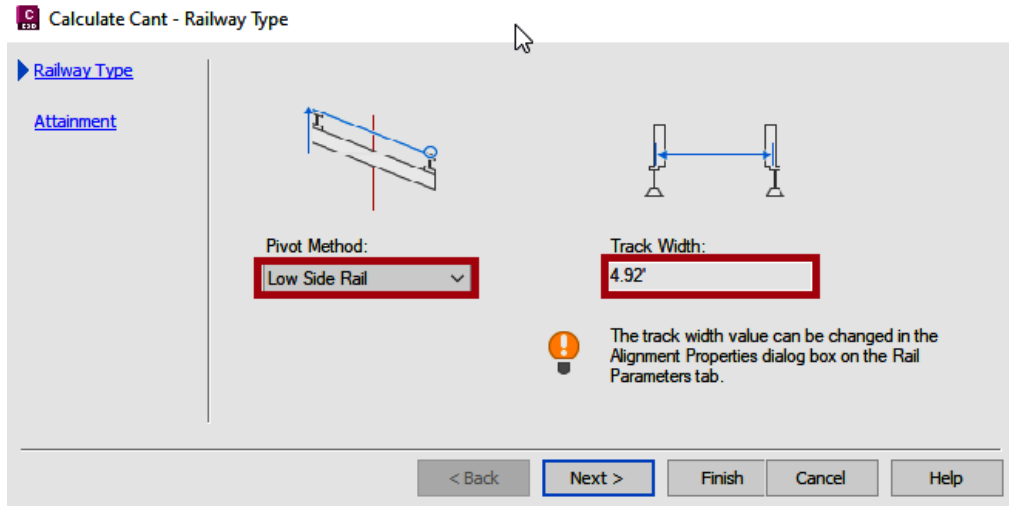 C
C3D
Calculate Cant - Railway Type
Railway Type
Attainment
Pivot Method:
Low Side Rail
Track Width:
4.92'
The track width value can be changed in the
Alignment Properties dialog box on the Rail
Parameters tab.
< Back
Next >
Finish
Cancel
Help